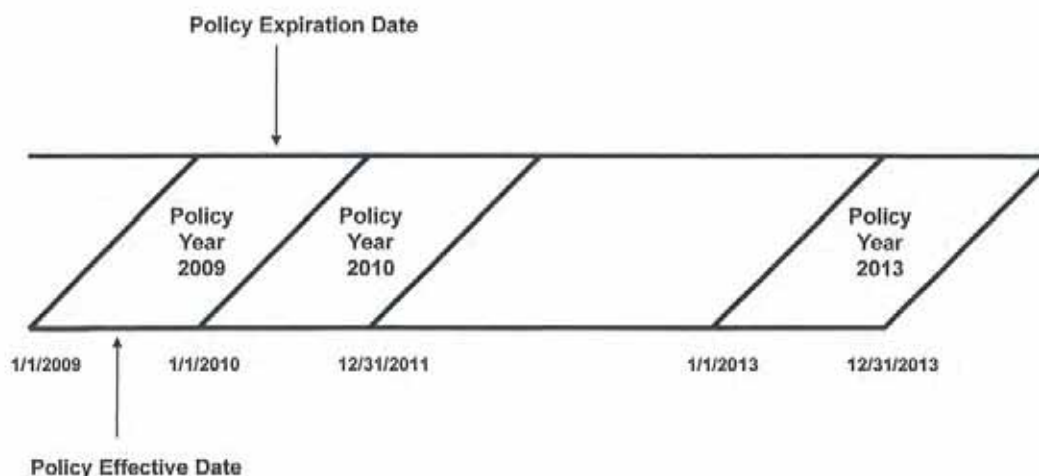 Policy Expiration Date
Policy
Year
2009
Policy
Year
2010
Policy
Year
2013
1/1/2009
1/1/2010
12/31/2011
1/1/2013
12/31/2013
Policy Effective Date